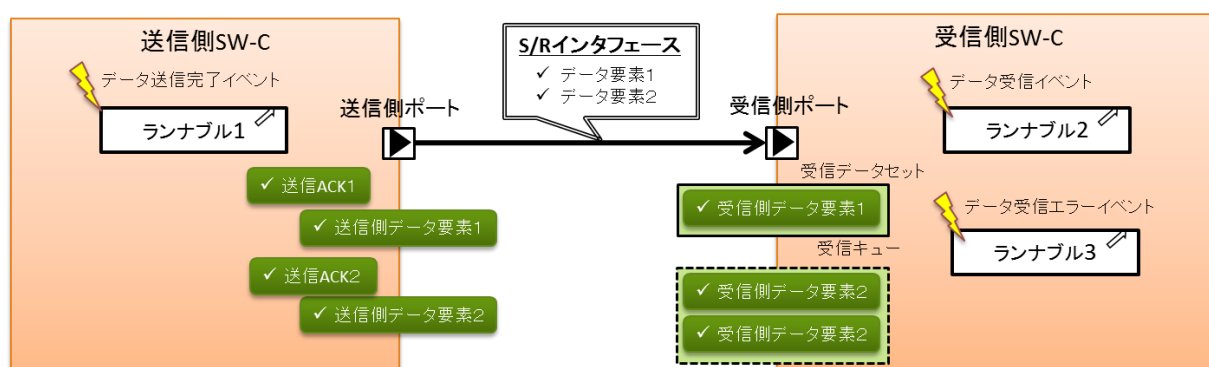 送信側SW-C
データ送信完了イベント
ランナブル1
送信側ポート
✓ 送信ACK1
✓ 送信側データ要素1
✓ 送信ACK2
✓ 送信側データ要素2
S/Rインタフェース
✓ データ要素1
✓ データ要素2
受信側SW-C
受信側ポート
データ受信イベント
ランナブル2
受信データセット
✓ 受信側データ要素1
データ受信エラーイベント
ランナブル3
受信キュー
✓ 受信側データ要素2
✓ 受信側データ要素2